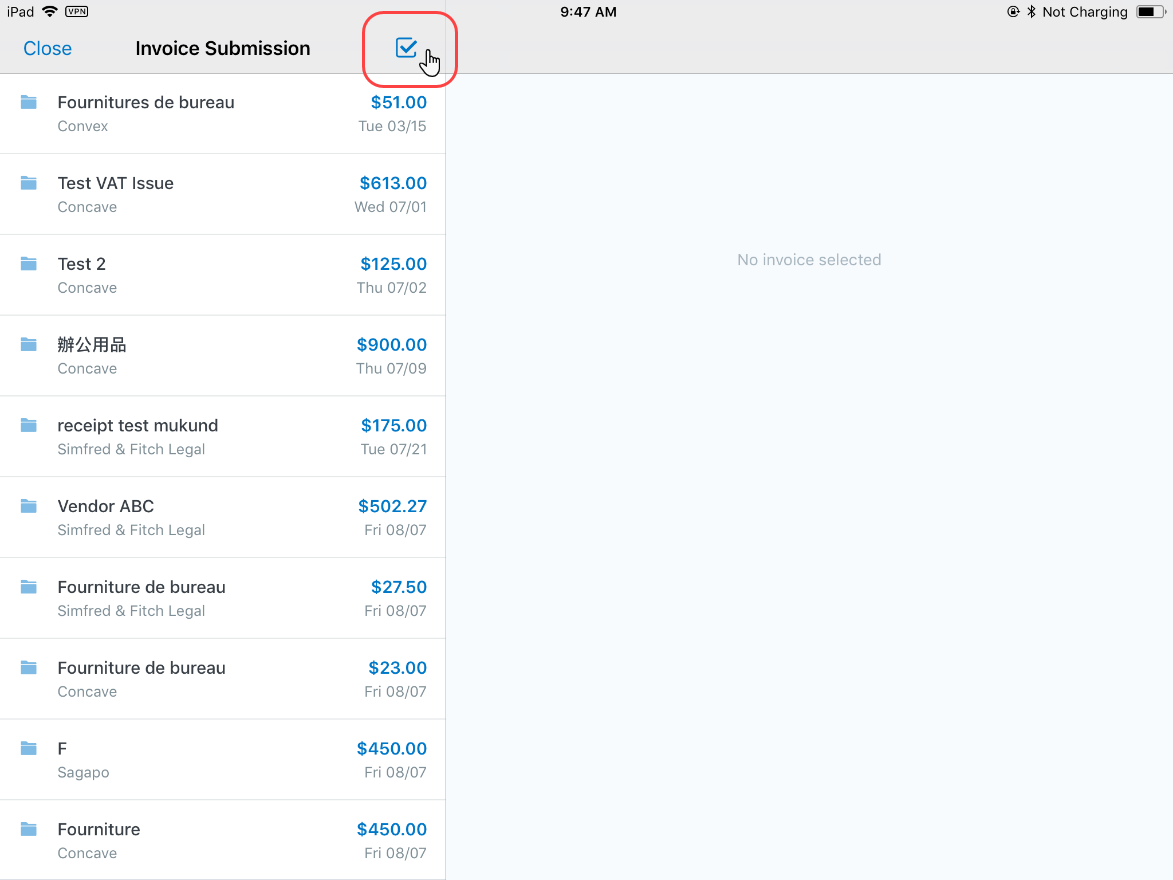 iPad VPN 9:47 AM Not Charging
Close Invoice Submission
Fournitures de bureau $51.00
Convex Tue 03/15
Test VAT Issue $613.00
Concave Wed 07/01
Test 2 $125.00
Concave Thu 07/02
No invoice selected
辦公用品 $900.00
Concave Thu 07/09
receipt test mukund $175.00
Simfred & Fitch Legal Tue 07/21
Vendor ABC $502.27
Simfred & Fitch Legal Fri 08/07
Fourniture de bureau $27.50
Simfred & Fitch Legal Fri 08/07
Fourniture de bureau $23.00
Concave Fri 08/07
F $450.00
Sagapo Fri 08/07
Fourniture $450.00
Concave Fri 08/07